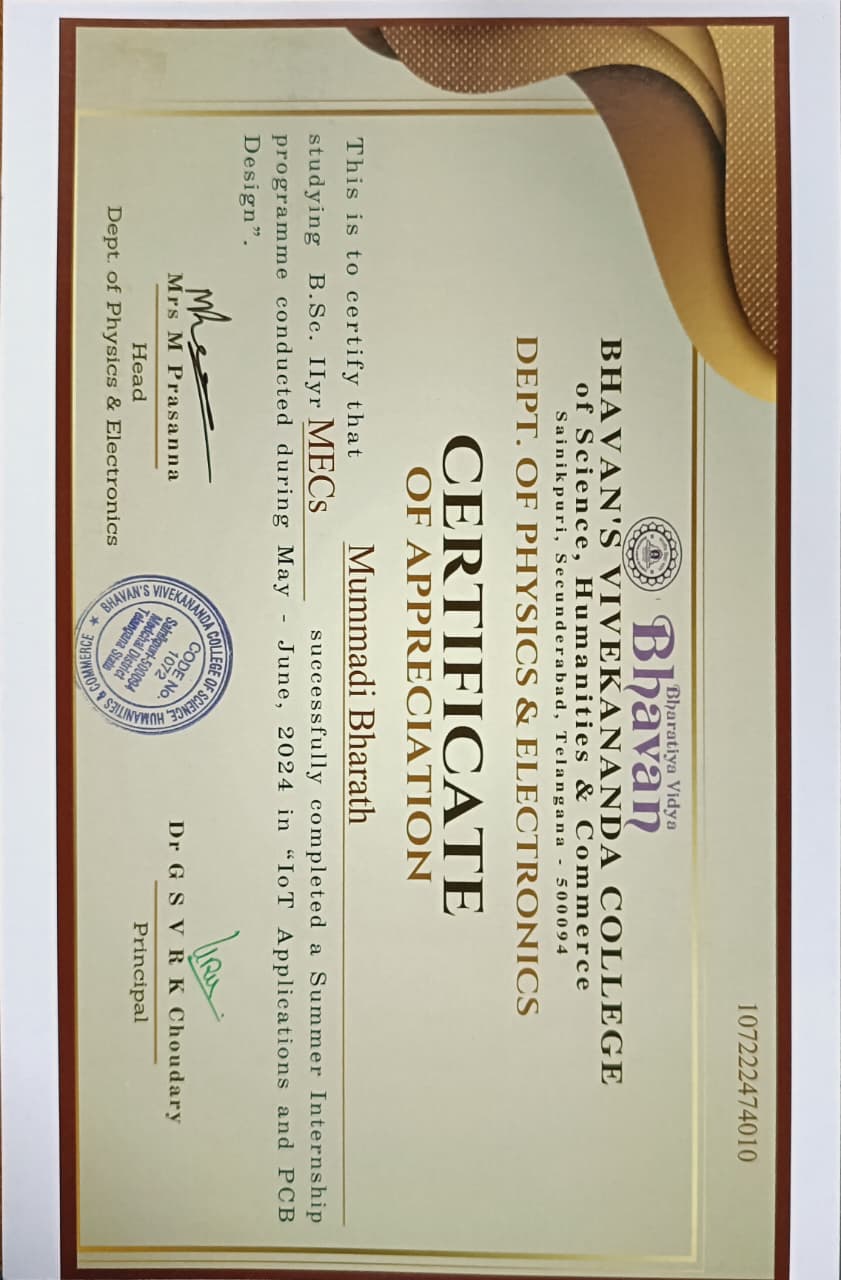 107222474010
Bharatiya Vidya
Bhavan
BHAVAN'S VIVEKANANDA COLLEGE
of Science, Humanities & Commerce
Sainikpuri, Secunderabad, Telangana - 500094
DEPT. OF PHYSICS & ELECTRONICS
CERTIFICATE
OF APPRECIATION
This is to certify that Mummadi Bharath
studying B.Sc. IIyr MECs successfully completed a Summer Internship
programme conducted during May - June, 2024 in “IoT Applications and PCB
Design”.
Mrs M Prasanna
Head
Dept. of Physics & Electronics
BHAVAN'S VIVEKANANDA COLLEGE OF SCIENCE, HUMANITIES & COMMERCE ★
CODE No.
1072
Sainikpuri-500094
Medchal District
Telangana State
Dr G S V R K Choudary
Principal